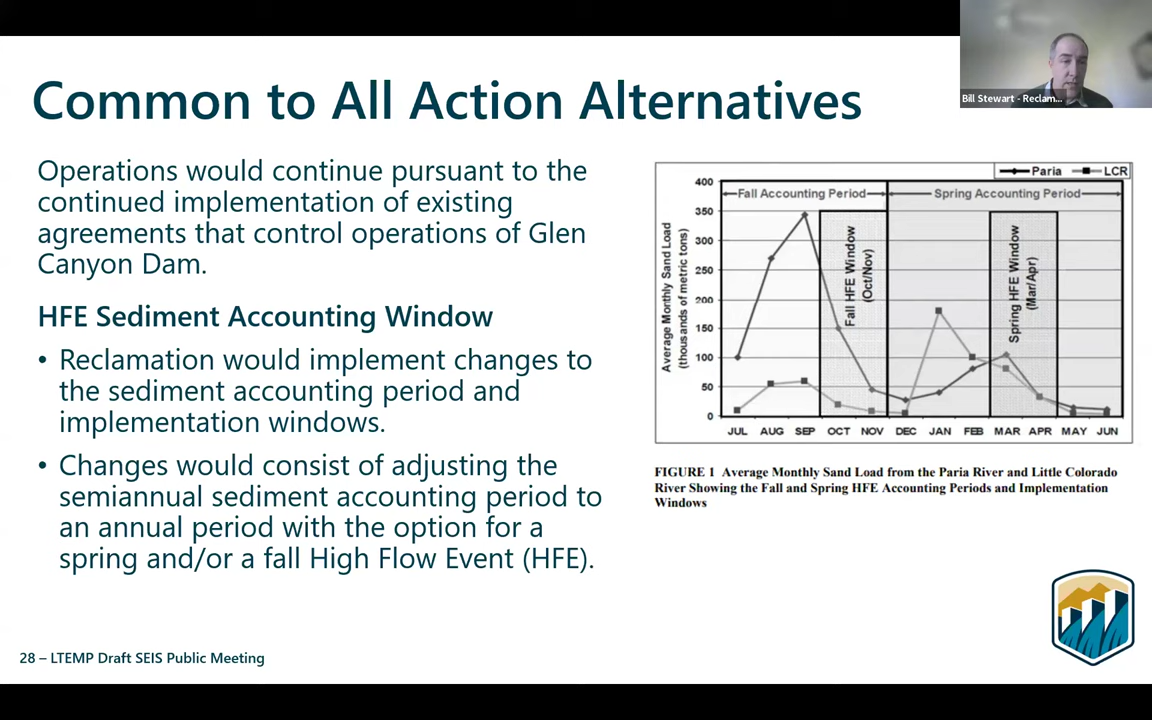 Bill Stewart - Reclam...
Common to All Action Alternatives
Operations would continue pursuant to the
continued implementation of existing
agreements that control operations of Glen
Canyon Dam.
HFE Sediment Accounting Window
• Reclamation would implement changes to
the sediment accounting period and
implementation windows.
• Changes would consist of adjusting the
semiannual sediment accounting period to
an annual period with the option for a
spring and/or a fall High Flow Event (HFE).
Paria LCR
Fall Accounting Period
Spring Accounting Period
Average Monthly Sand Load
(thousands of metric tons)
400
350
300
250
200
150
100
50
0
Fall HFE Window
(Oct/Nov)
Spring HFE Window
(Mar/Apr)
JUL AUG SEP OCT NOV DEC JAN FEB MAR APR MAY JUN
FIGURE 1 Average Monthly Sand Load from the Paria River and Little Colorado
River Showing the Fall and Spring HFE Accounting Periods and Implementation
Windows
28 – LTEMP Draft SEIS Public Meeting